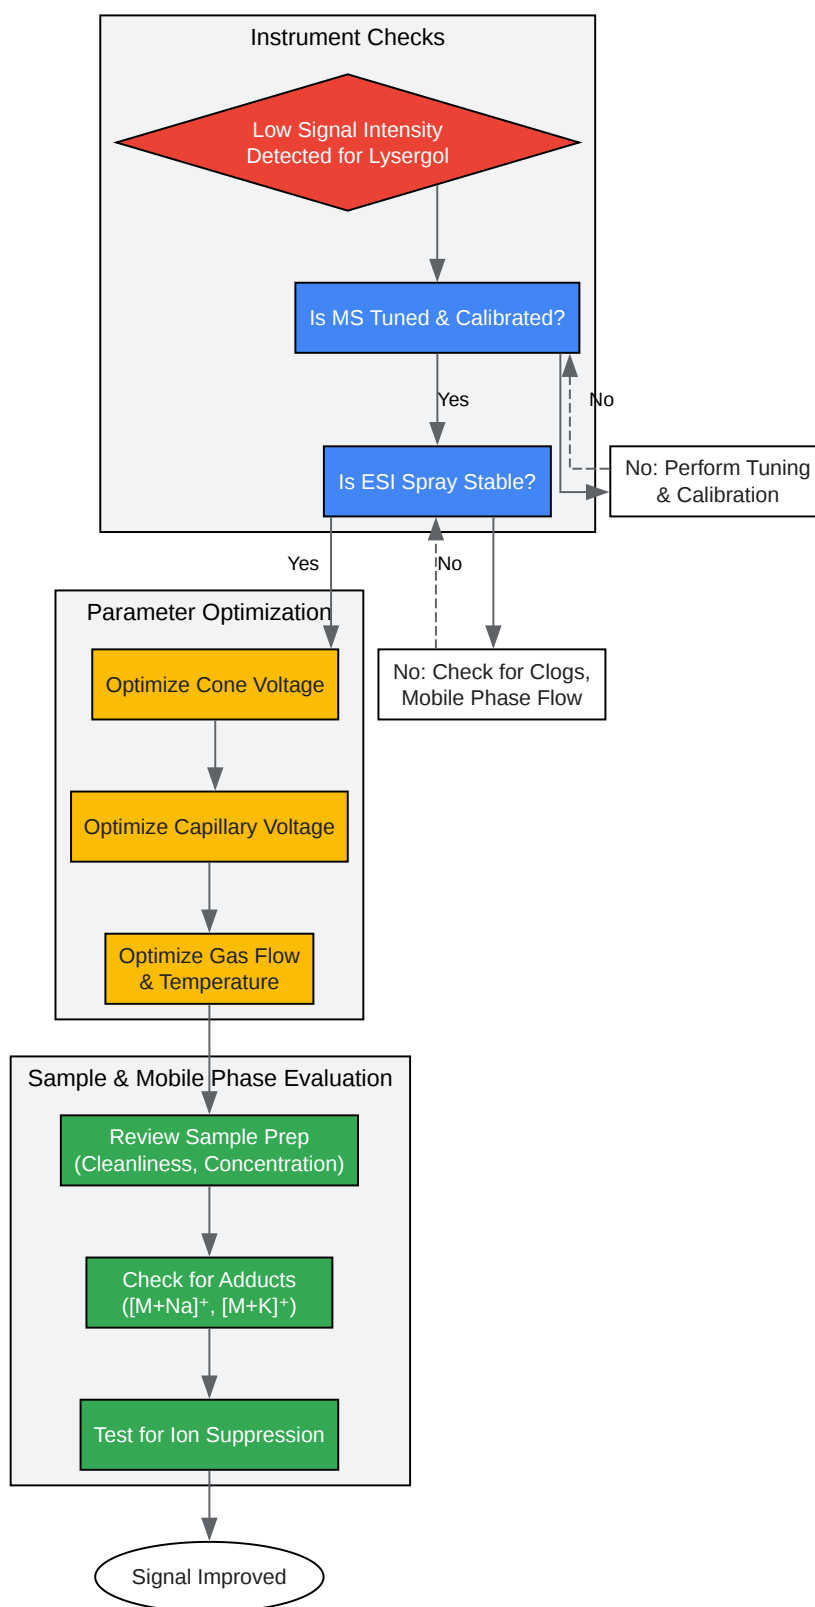 Instrument Checks
Low Signal Intensity
Detected for Lysergol
Is MS Tuned & Calibrated?
Yes
No
Is ESI Spray Stable?
No: Perform Tuning
& Calibration
Yes
No
Parameter Optimization
Optimize Cone Voltage
No: Check for Clogs,
Mobile Phase Flow
Optimize Capillary Voltage
Optimize Gas Flow
& Temperature
Sample & Mobile Phase Evaluation
Review Sample Prep
(Cleanliness, Concentration)
Check for Adducts
([M+Na]⁺, [M+K]⁺)
Test for Ion Suppression
Signal Improved